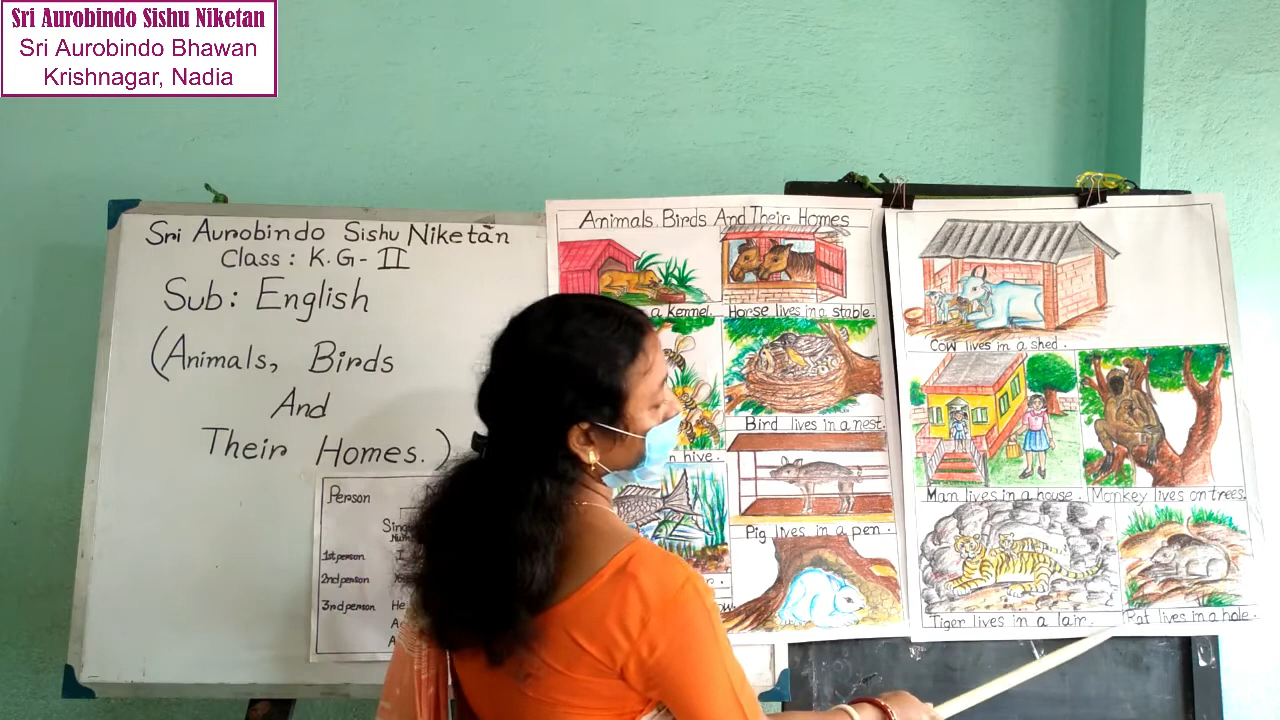 Sri Aurobindo Sishu Niketan
Sri Aurobindo Bhawan
Krishnagar, Nadia
Sri Aurobindo Sishu Niketan
Class: K.G-II
Sub: English
(Animals, Birds
And
Their Homes.)
Person
1st person I
2nd person
3rd person He
Animals, Birds And Their Homes
a kennel.
Horse lives in a stable.
hive.
Bird lives in a nest.
Pig lives in a pen.
Cow lives in a shed.
Man lives in a house.
Monkey lives on trees.
Tiger lives in a lair.
Rat lives in a hole.